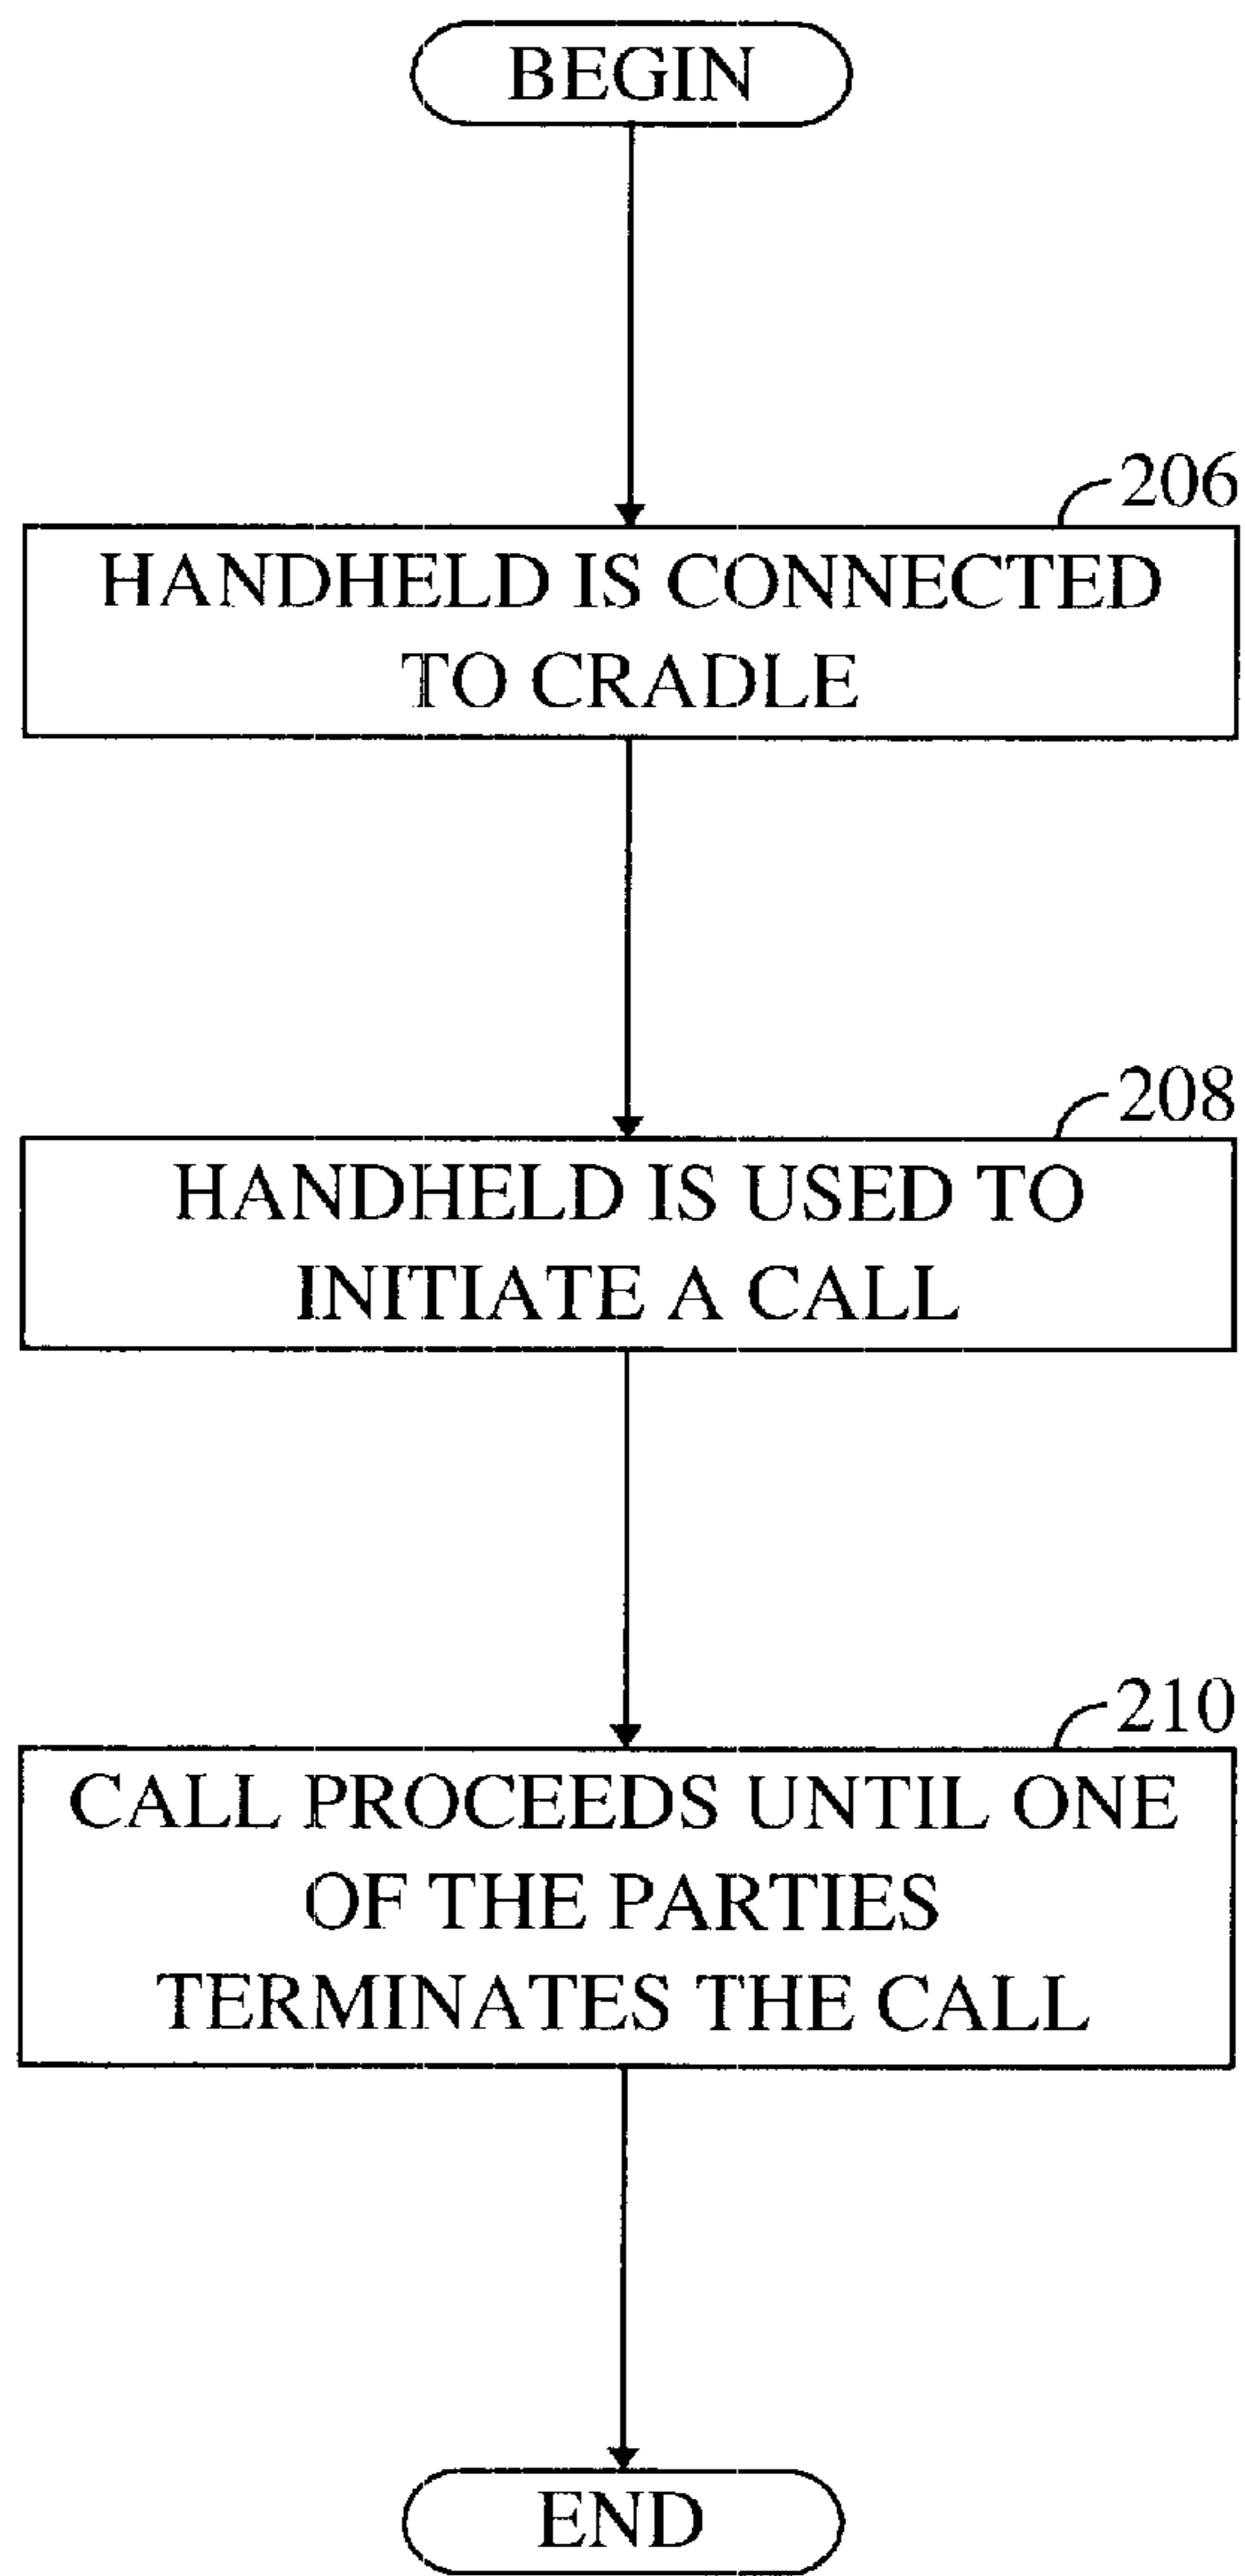 BEGIN
206
HANDHELD IS CONNECTED
TO CRADLE
208
HANDHELD IS USED TO
INITIATE A CALL
210
CALL PROCEEDS UNTIL ONE
OF THE PARTIES
TERMINATES THE CALL
END